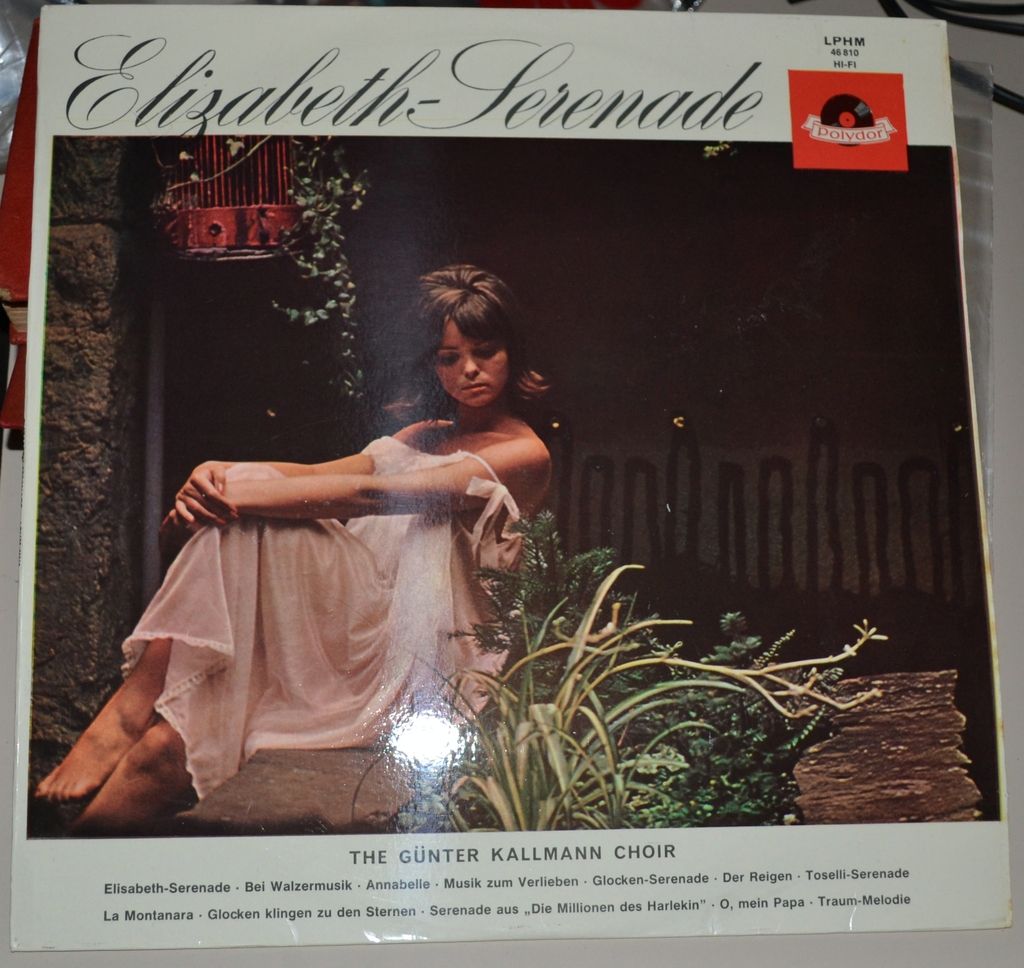 Elizabeth-Serenade
LPHM
46 810
HI-FI
Polydor
THE GÜNTER KALLMANN CHOIR
Elisabeth-Serenade · Bei Walzermusik · Annabelle · Musik zum Verlieben · Glocken-Serenade · Der Reigen · Toselli-Serenade
La Montanara · Glocken klingen zu den Sternen · Serenade aus „Die Millionen des Harlekin” · O, mein Papa · Traum-Melodie